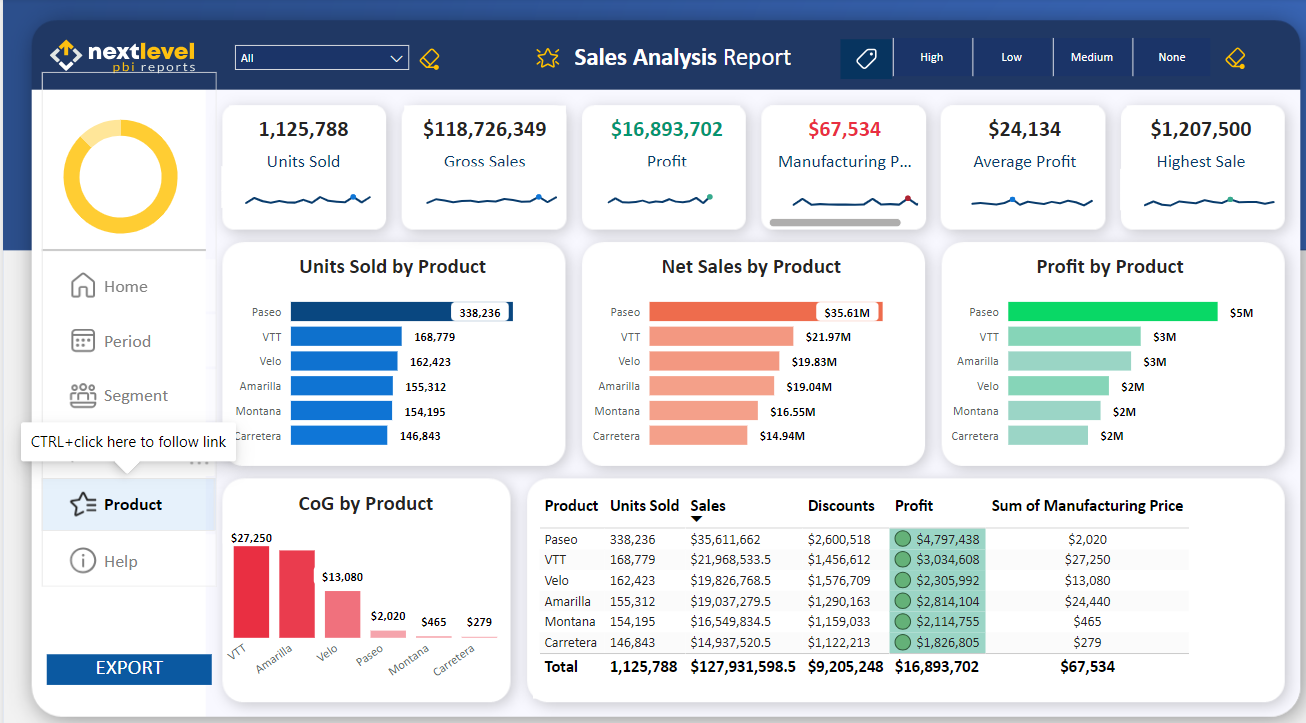 nextlevel
pbi reports
All
Sales Analysis Report
High
Low
Medium
None
1,125,788
Units Sold
$118,726,349
Gross Sales
$16,893,702
Profit
$67,534
Manufacturing P...
$24,134
Average Profit
$1,207,500
Highest Sale
Home
Period
Segment
CTRL+click here to follow link
Product
Help
EXPORT
Units Sold by Product
Paseo 338,236
VTT 168,779
Velo 162,423
Amarilla 155,312
Montana 154,195
Carretera 146,843
Net Sales by Product
Paseo $35.61M
VTT $21.97M
Velo $19.83M
Amarilla $19.04M
Montana $16.55M
Carretera $14.94M
Profit by Product
Paseo $5M
VTT $3M
Amarilla $3M
Velo $2M
Montana $2M
Carretera $2M
CoG by Product
$27,250
$13,080
$2,020
$465
$279
VTT
Amarilla
Velo
Paseo
Montana
Carretera
Product Units Sold Sales Discounts Profit Sum of Manufacturing Price
Paseo 338,236 $35,611,662 $2,600,518 $4,797,438 $2,020
VTT 168,779 $21,968,533.5 $1,456,612 $3,034,608 $27,250
Velo 162,423 $19,826,768.5 $1,576,709 $2,305,992 $13,080
Amarilla 155,312 $19,037,279.5 $1,290,163 $2,814,104 $24,440
Montana 154,195 $16,549,834.5 $1,159,033 $2,114,755 $465
Carretera 146,843 $14,937,520.5 $1,122,213 $1,826,805 $279
Total 1,125,788 $127,931,598.5 $9,205,248 $16,893,702 $67,534